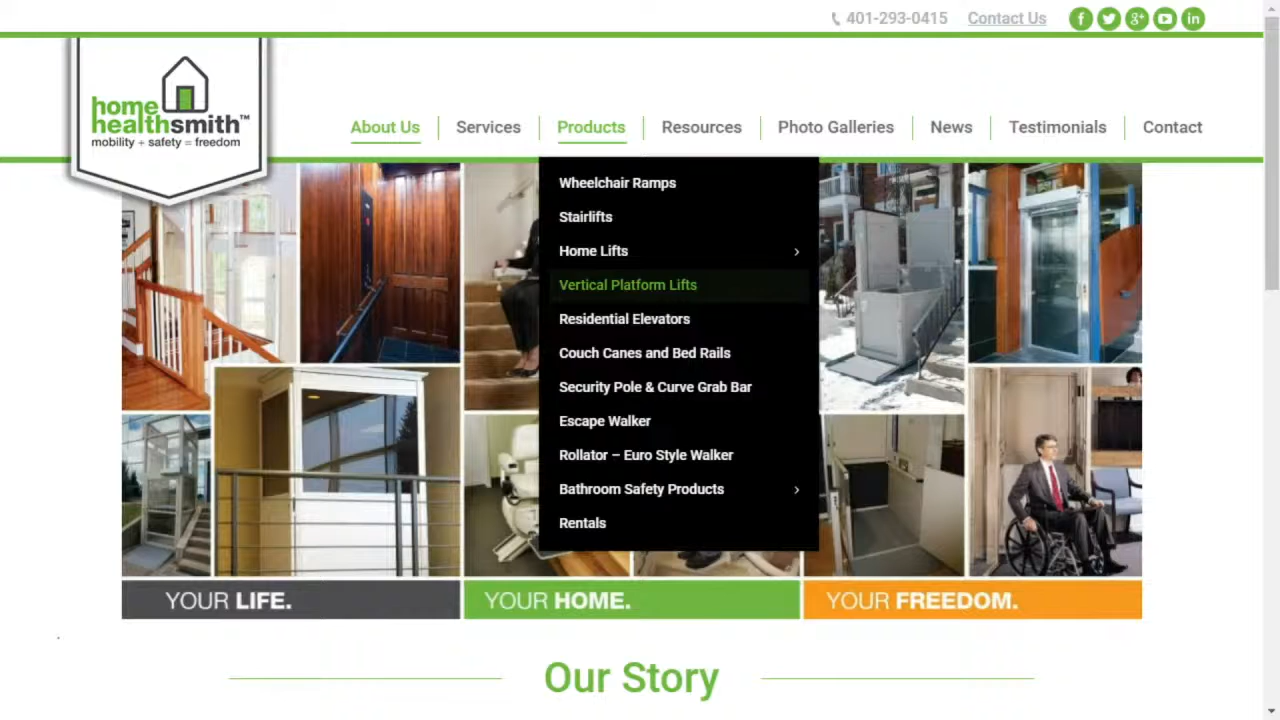 401-293-0415 Contact Us
home
healthsmith™
mobility + safety = freedom
About Us Services Products Resources Photo Galleries News Testimonials Contact
Wheelchair Ramps
Stairlifts
Home Lifts
Vertical Platform Lifts
Residential Elevators
Couch Canes and Bed Rails
Security Pole & Curve Grab Bar
Escape Walker
Rollator – Euro Style Walker
Bathroom Safety Products
Rentals
YOUR LIFE. YOUR HOME. YOUR FREEDOM.
Our Story